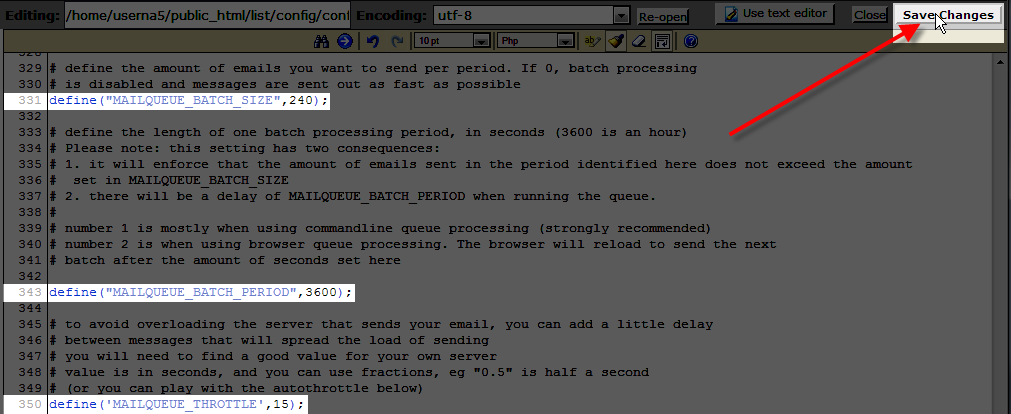 Editing: /home/userna5/public_html/list/config/conf Encoding: utf-8 Re-open Use text editor Close Save Changes
10 pt Php
329 # define the amount of emails you want to send per period. If 0, batch processing
330 # is disabled and messages are sent out as fast as possible
331 define("MAILQUEUE_BATCH_SIZE",240);
332
333 # define the length of one batch processing period, in seconds (3600 is an hour)
334 # Please note: this setting has two consequences:
335 # 1. it will enforce that the amount of emails sent in the period identified here does not exceed the amount
336 #  set in MAILQUEUE_BATCH_SIZE
337 # 2. there will be a delay of MAILQUEUE_BATCH_PERIOD when running the queue.
338 #
339 # number 1 is mostly when using commandline queue processing (strongly recommended)
340 # number 2 is when using browser queue processing. The browser will reload to send the next
341 # batch after the amount of seconds set here
342
343 define("MAILQUEUE_BATCH_PERIOD",3600);
344
345 # to avoid overloading the server that sends your email, you can add a little delay
346 # between messages that will spread the load of sending
347 # you will need to find a good value for your own server
348 # value is in seconds, and you can use fractions, eg "0.5" is half a second
349 # (or you can play with the autothrottle below)
350 define('MAILQUEUE_THROTTLE',15);